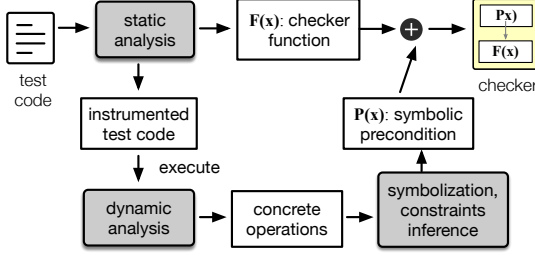 test
code
static
analysis
F(x): checker
function
+
Px)
F(x)
checker
instrumented
test code
execute
P(x): symbolic
precondition
dynamic
analysis
concrete
operations
symbolization,
constraints
inference